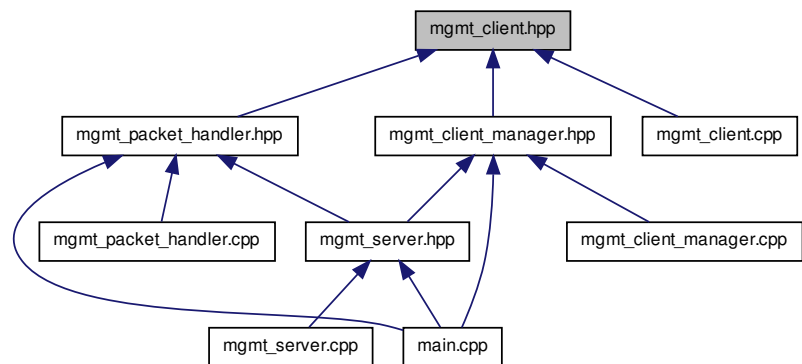 mgmt_client.hpp
mgmt_packet_handler.hpp
mgmt_client_manager.hpp
mgmt_client.cpp
mgmt_packet_handler.cpp
mgmt_server.hpp
mgmt_client_manager.cpp
mgmt_server.cpp
main.cpp